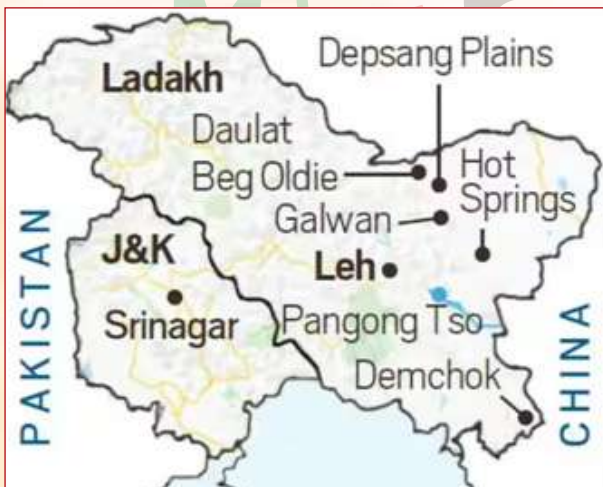 Depsang Plains
Ladakh
Daulat
Beg Oldie
Hot
Springs
Galwan
J&K
Leh
Srinagar
Pangong Tso
Demchok
PAKISTAN
CHINA